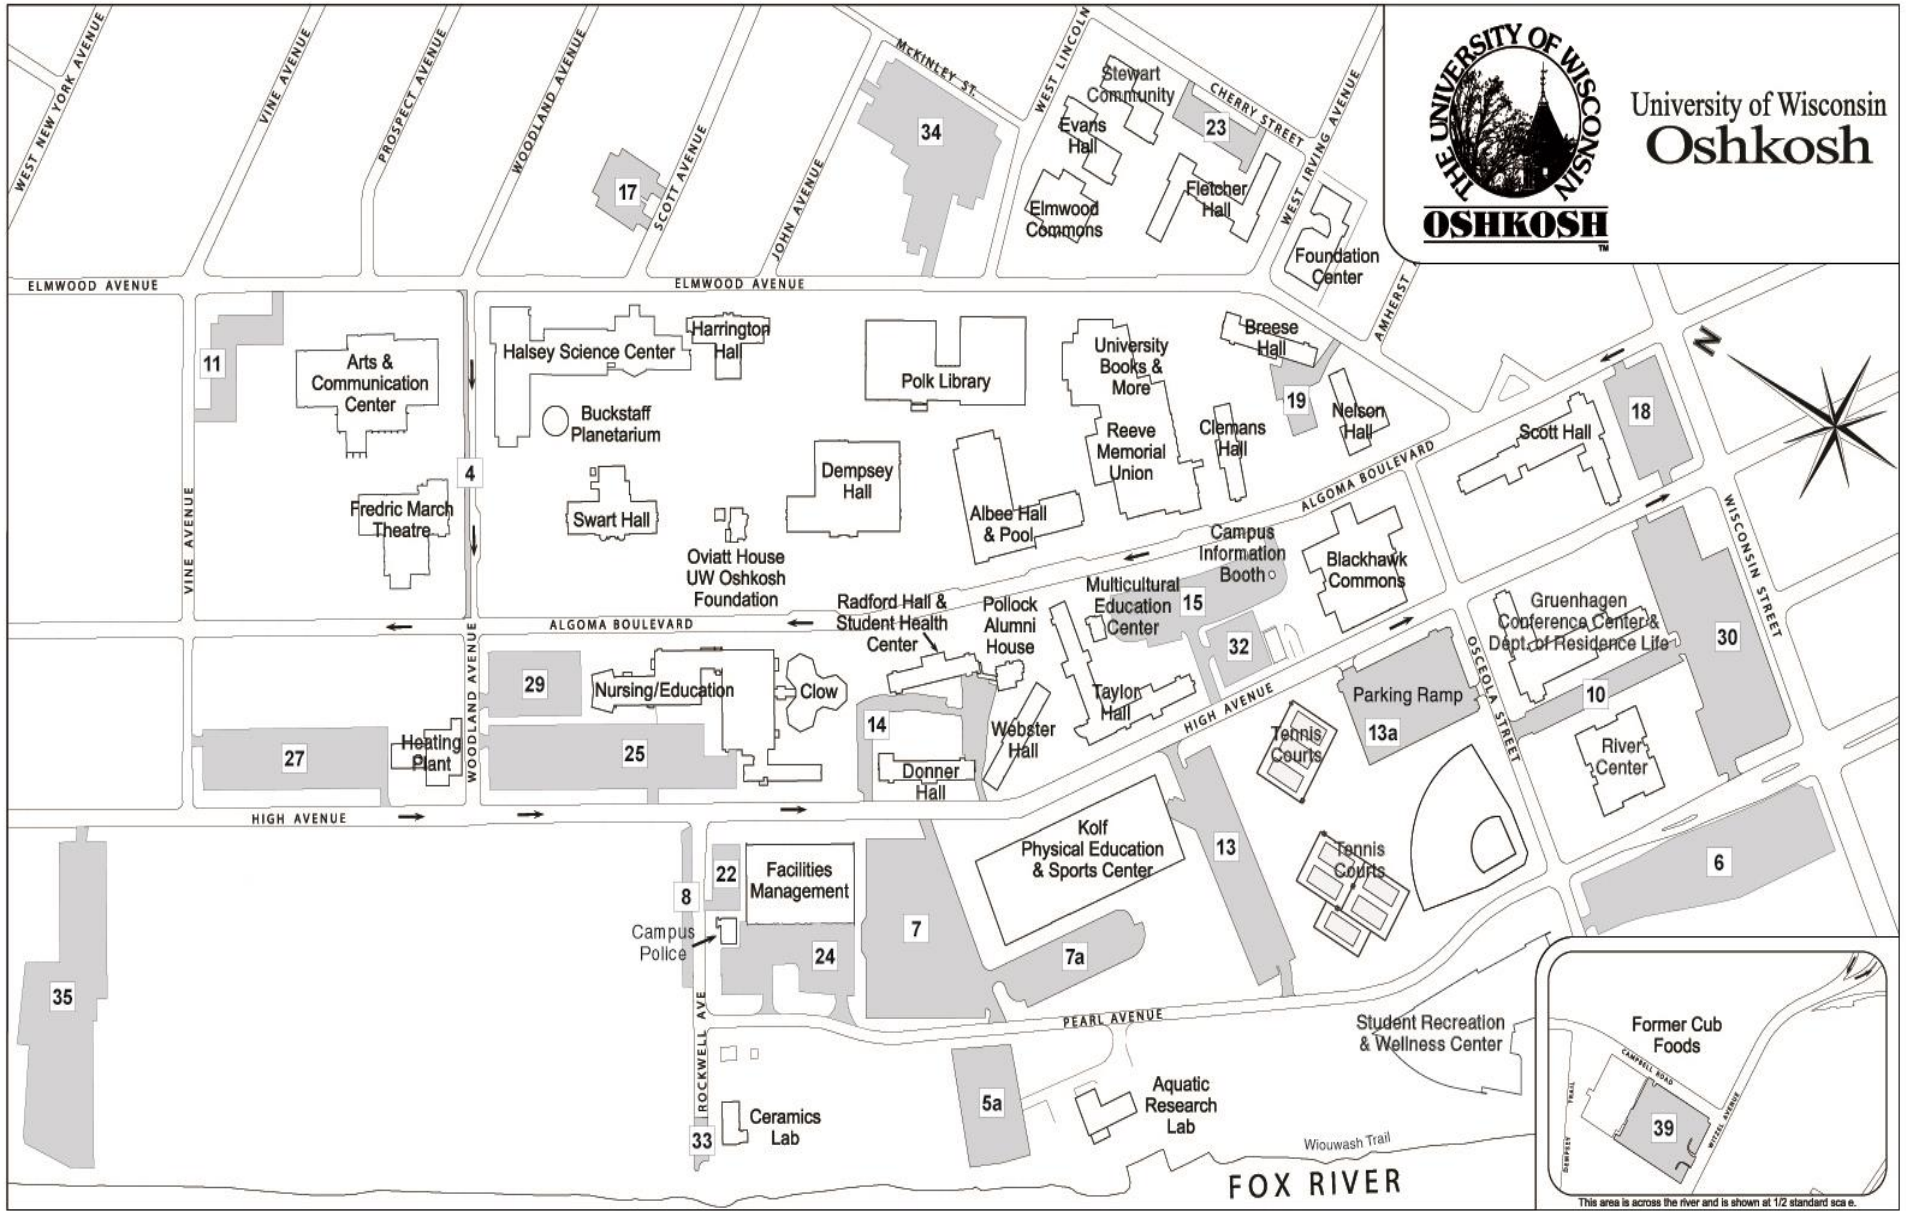 WEST NEW YORK AVENUE
VINE AVENUE
PROSPECT AVENUE
WOODLAND AVENUE
SCOTT AVENUE
JOHN AVENUE
McKINLEY ST.
WEST LINCOLN
CHERRY STREET
WEST IRVING AVENUE
AMHERST
17
34
Stewart
Community
Evans
Hall
23
Elmwood
Commons
Fletcher
Hall
Foundation
Center
THE UNIVERSITY OF WISCONSIN
OSHKOSH
TM
University of Wisconsin
Oshkosh
N
ELMWOOD AVENUE
ELMWOOD AVENUE
11
Arts &
Communication
Center
4
Fredric March
Theatre
VINE AVENUE
Halsey Science Center
Harrington
Hall
Buckstaff
Planetarium
Swart Hall
Oviatt House
UW Oshkosh
Foundation
Polk Library
Dempsey
Hall
Albee Hall
& Pool
University
Books &
More
Reeve
Memorial
Union
Clemans
Hall
Breese
Hall
19
Nelson
Hall
Scott Hall
18
ALGOMA BOULEVARD
ALGOMA BOULEVARD
WISCONSIN STREET
Campus
Information
Booth
Blackhawk
Commons
Multicultural
Education
Center
15
32
Radford Hall &
Student Health
Center
Pollock
Alumni
House
Gruenhagen
Conference Center &
Dept. of Residence Life
30
10
OSCEOLA STREET
River
Center
Parking Ramp
13a
WOODLAND AVENUE
29
Nursing/Education
Clow
14
Taylor
Hall
Webster
Hall
Donner
Hall
HIGH AVENUE
Tennis
Courts
27
Heating
Plant
25
HIGH AVENUE
35
8
22
Facilities
Management
Campus
Police
24
7
Kolf
Physical Education
& Sports Center
7a
13
Tennis
Courts
6
ROCKWELL AVE
PEARL AVENUE
Student Recreation
& Wellness Center
33
Ceramics
Lab
5a
Aquatic
Research
Lab
Wiouwash Trail
FOX RIVER
Former Cub
Foods
CAMPBELL ROAD
DEMPSEY TRAIL
WITZEL AVENUE
39
This area is across the river and is shown at 1/2 standard sca e.